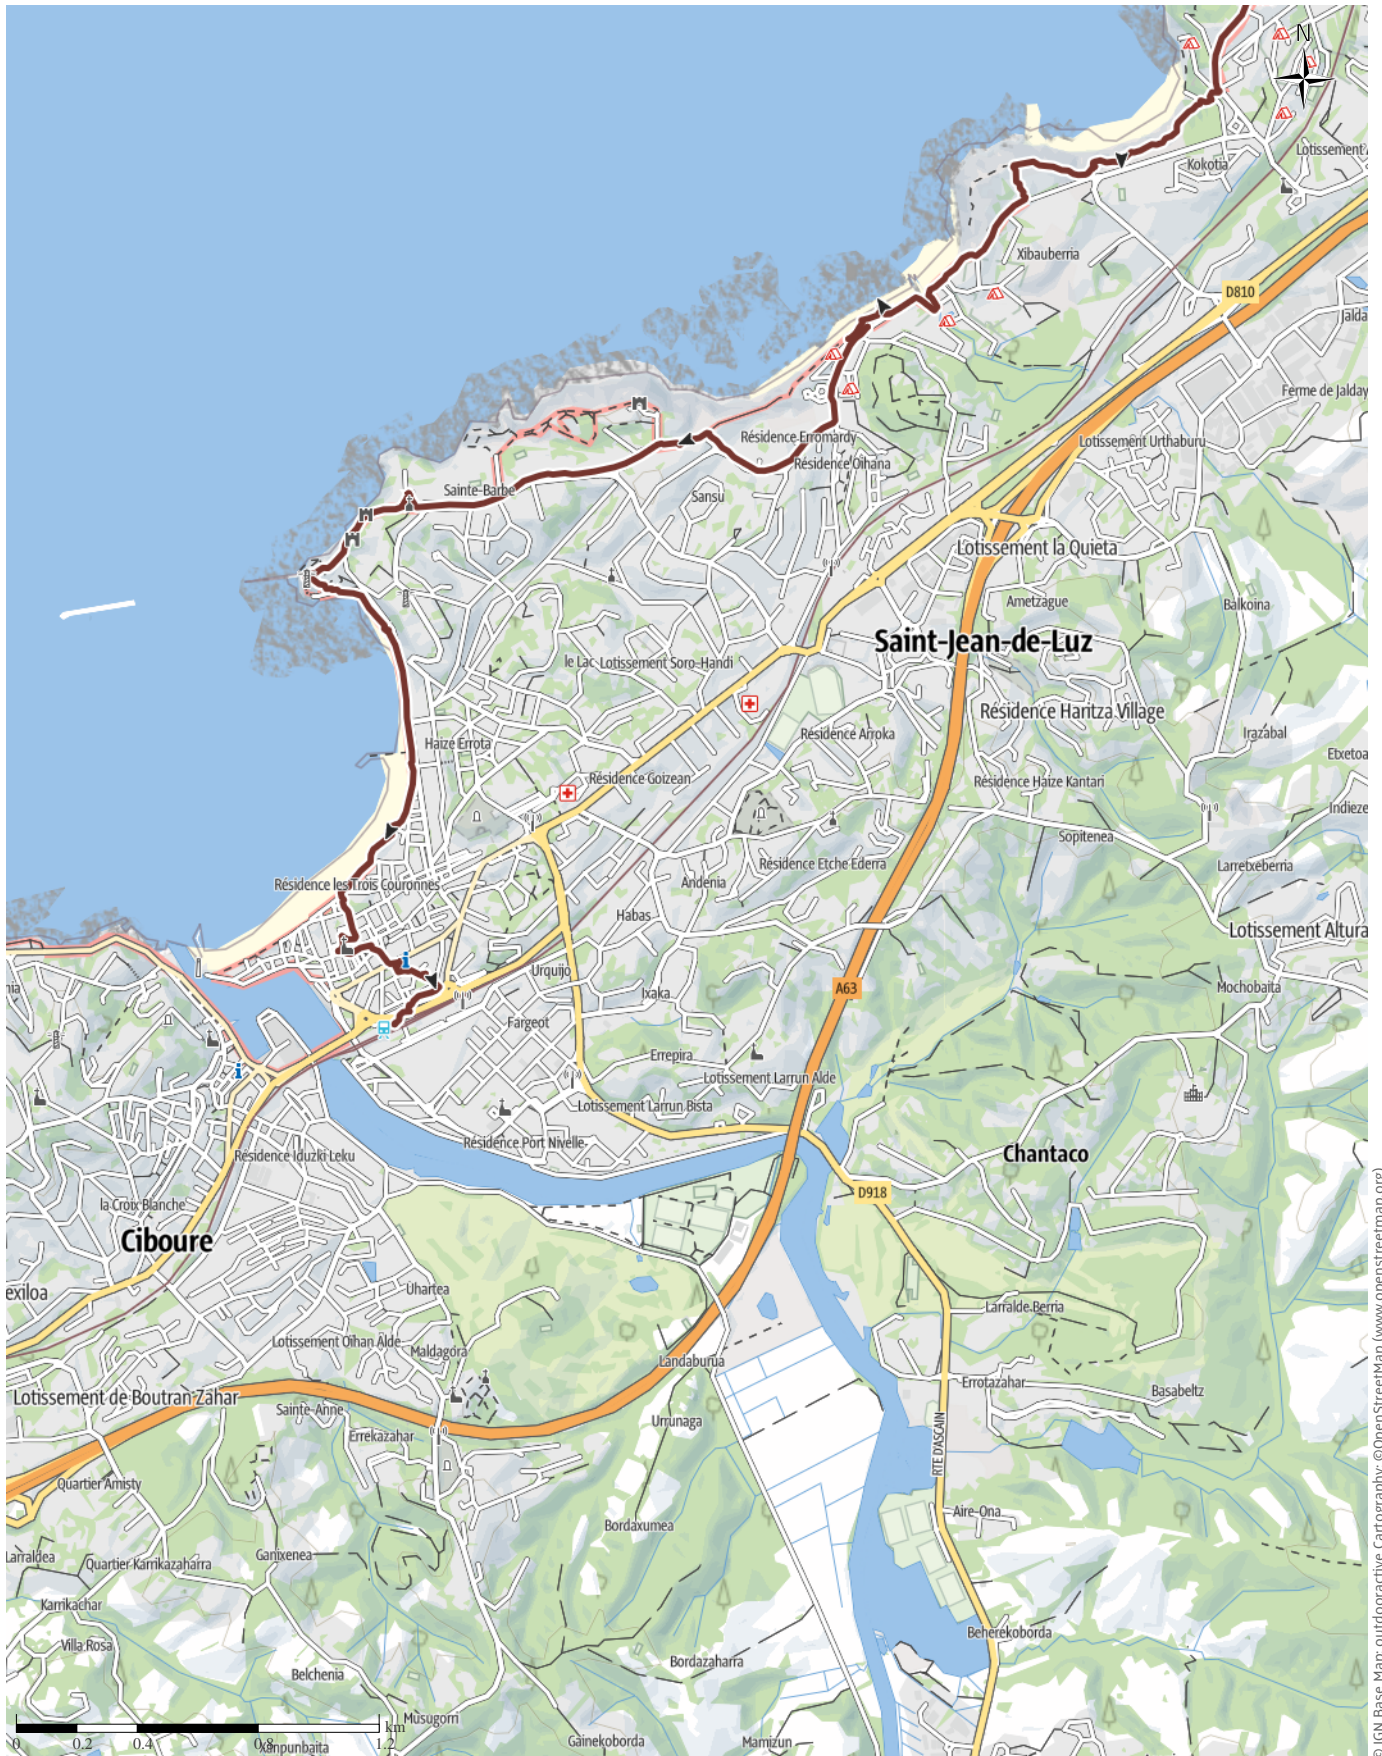 N
Lotissement
Kokotia
Xibauberria
D810
Jalda
Ferme de Jalday
Résidence Erromardy
Lotissement Urthaburu
Résidence Oihana
Sainte-Barbe
Sansu
Lotissement la Quieta
Ametzague
Balkoina
Saint-Jean-de-Luz
le Lac
Lotissement Soro-Handi
Résidence Haritza Village
Résidence Arroka
Irazabal
Haize Errota
Etxetoa
Résidence Goizean
Résidence Haize Kantari
Indieze
Sopitenea
Résidence Etche Ederra
Larretxeberria
Résidence les Trois Couronnes
Andenia
Habas
Lotissement Altura
i
Urquijo
nia
A63
Mochobaita
Ixaka
Fargeot
Errepira
i
Lotissement Larrun Alde
Lotissement Larrun Bista
Résidence Port Nivelle
Chantaco
Résidence Iduzki Leku
D918
la Croix Blanche
Ciboure
exiloa
Uhartea
Larralde Berria
Lotissement Oihan Alde
Maldagora
Landaburua
Errotazahar
Basabeltz
Lotissement de Boutran Zahar
Sainte-Anne
Urrunaga
Errekazahar
RTE D'ASCAIN
Quartier Amisty
Aire-Ona
Bordaxumea
Larraldea
Quartier Karrikazaharra
Ganixenea
Karrikachar
Beherekoborda
Villa Rosa
Bordazaharra
Belchenia
Musugorri
km
0 0.2 0.4 0.8 1.2
Xanpunbaita
Gainekoborda
Mamizun
© IGN Base Map: outdooractive Cartography: ©OpenStreetMap (www.openstreetmap.org)